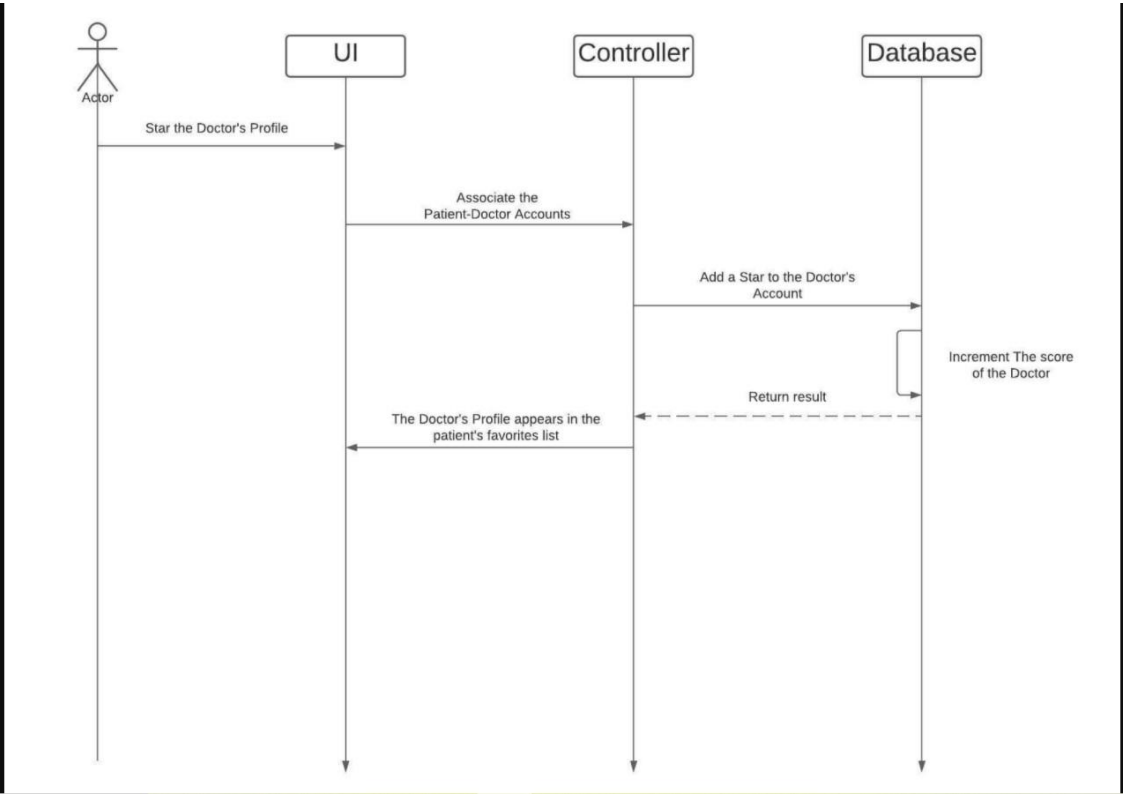 UI
Controller
Database
Actor
Star the Doctor's Profile
Associate the
Patient-Doctor Accounts
Add a Star to the Doctor's
Account
Increment The score
of the Doctor
Return result
The Doctor's Profile appears in the
patient's favorites list